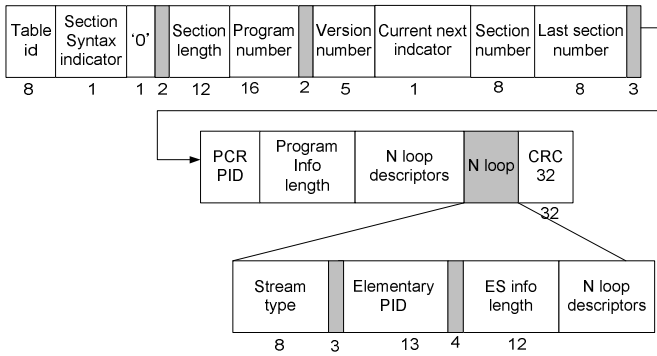 Table id
Section Syntax indicator
'0'
Section length
Program number
Version number
Current next indcator
Section number
Last section number
8 1 1 2 12 16 2 5 1 8 8 3
PCR PID
Program Info length
N loop descriptors
N loop
CRC 32
32
Stream type
Elementary PID
ES info length
N loop descriptors
8 3 13 4 12